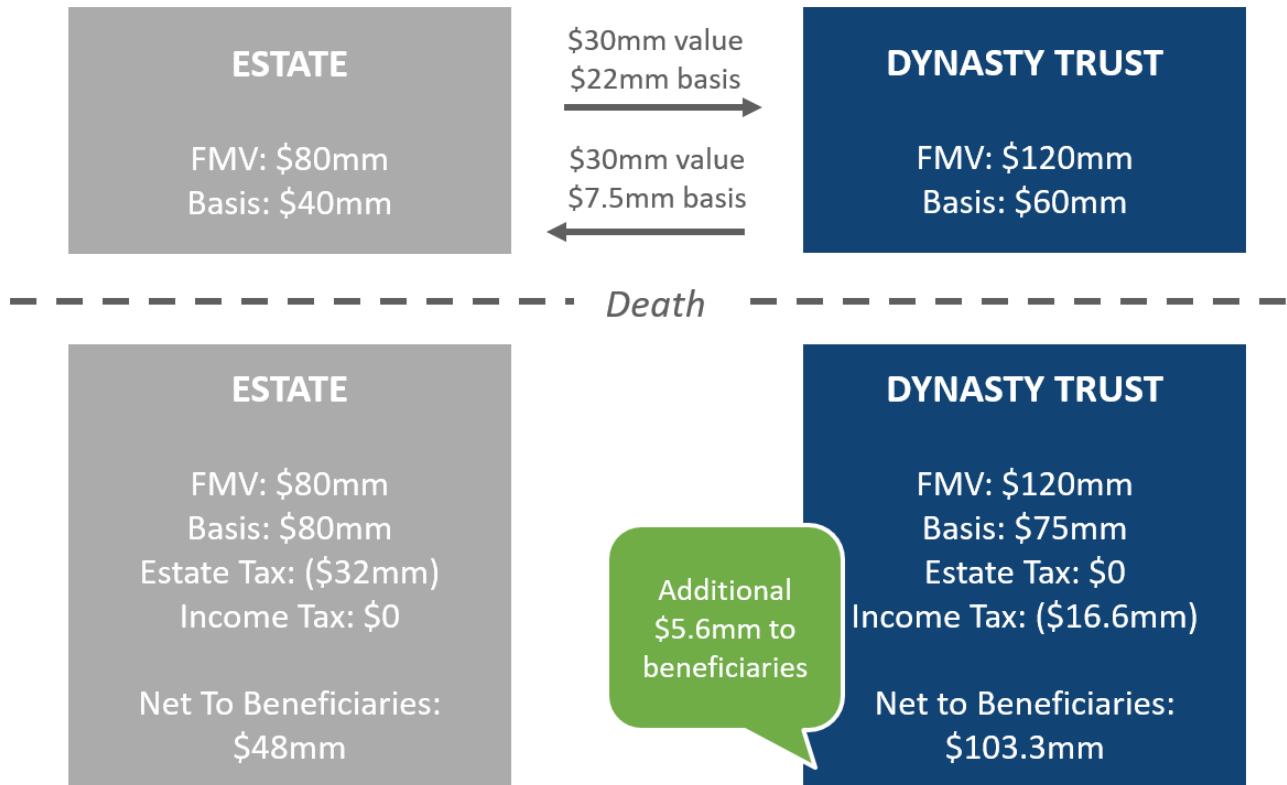 ESTATE
FMV: $80mm
Basis: $40mm
$30mm value
$22mm basis
$30mm value
$7.5mm basis
DYNASTY TRUST
FMV: $120mm
Basis: $60mm
Death
ESTATE
FMV: $80mm
Basis: $80mm
Estate Tax: ($32mm)
Income Tax: $0
Net To Beneficiaries:
$48mm
Additional
$5.6mm to
beneficiaries
DYNASTY TRUST
FMV: $120mm
Basis: $75mm
Estate Tax: $0
Income Tax: ($16.6mm)
Net to Beneficiaries:
$103.3mm